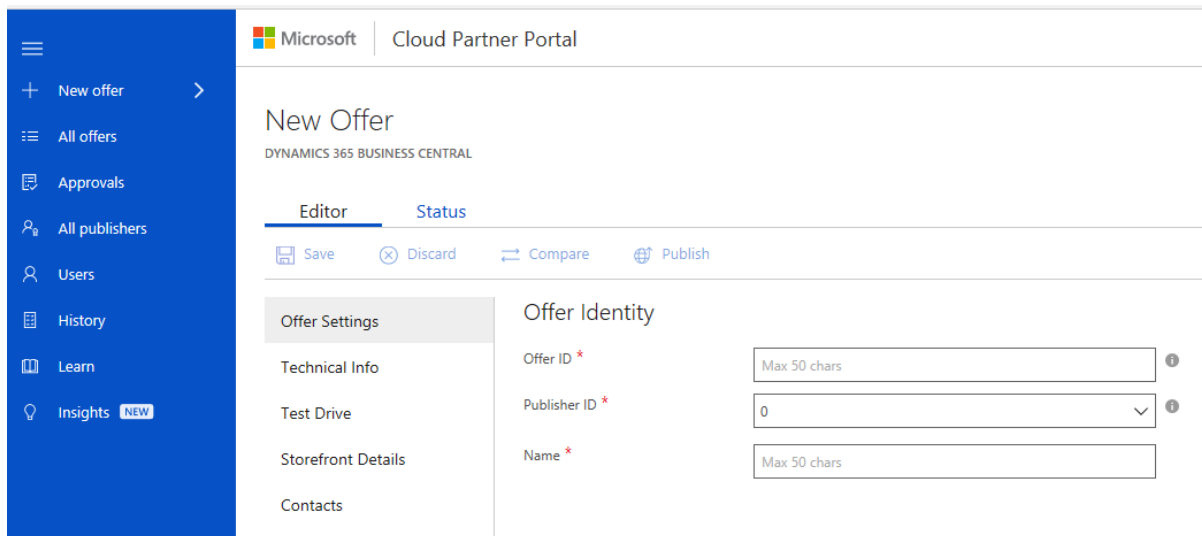 Microsoft Cloud Partner Portal
New offer
All offers
Approvals
All publishers
Users
History
Learn
Insights NEW
New Offer
DYNAMICS 365 BUSINESS CENTRAL
Editor Status
Save Discard Compare Publish
Offer Settings
Technical Info
Test Drive
Storefront Details
Contacts
Offer Identity
Offer ID * Max 50 chars
Publisher ID * 0
Name * Max 50 chars